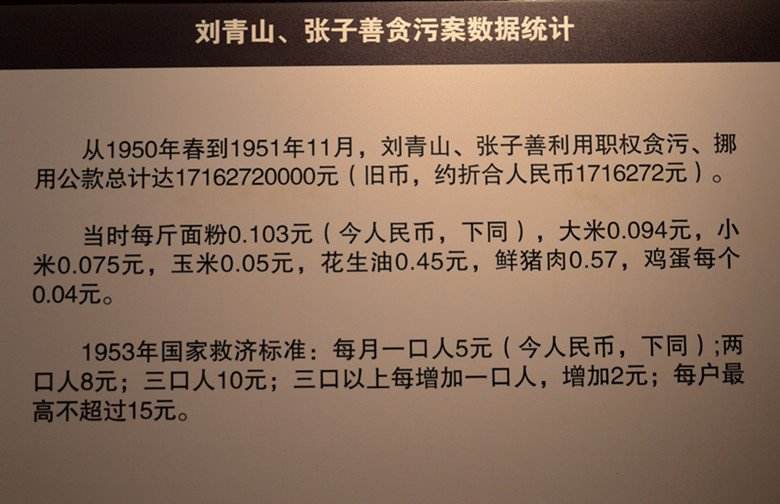 刘青山、张子善贪污案数据统计
从1950年春到1951年11月，刘青山、张子善利用职权贪污、挪
用公款总计达17162720000元（旧币，约折合人民币1716272元）。
当时每斤面粉0.103元（今人民币，下同），大米0.094元，小
米0.075元，玉米0.05元，花生油0.45元，鲜猪肉0.57，鸡蛋每个
0.04元。
1953年国家救济标准：每月一口人5元（今人民币，下同）;两
口人8元；三口人10元；三口以上每增加一口人，增加2元；每户最
高不超过15元。